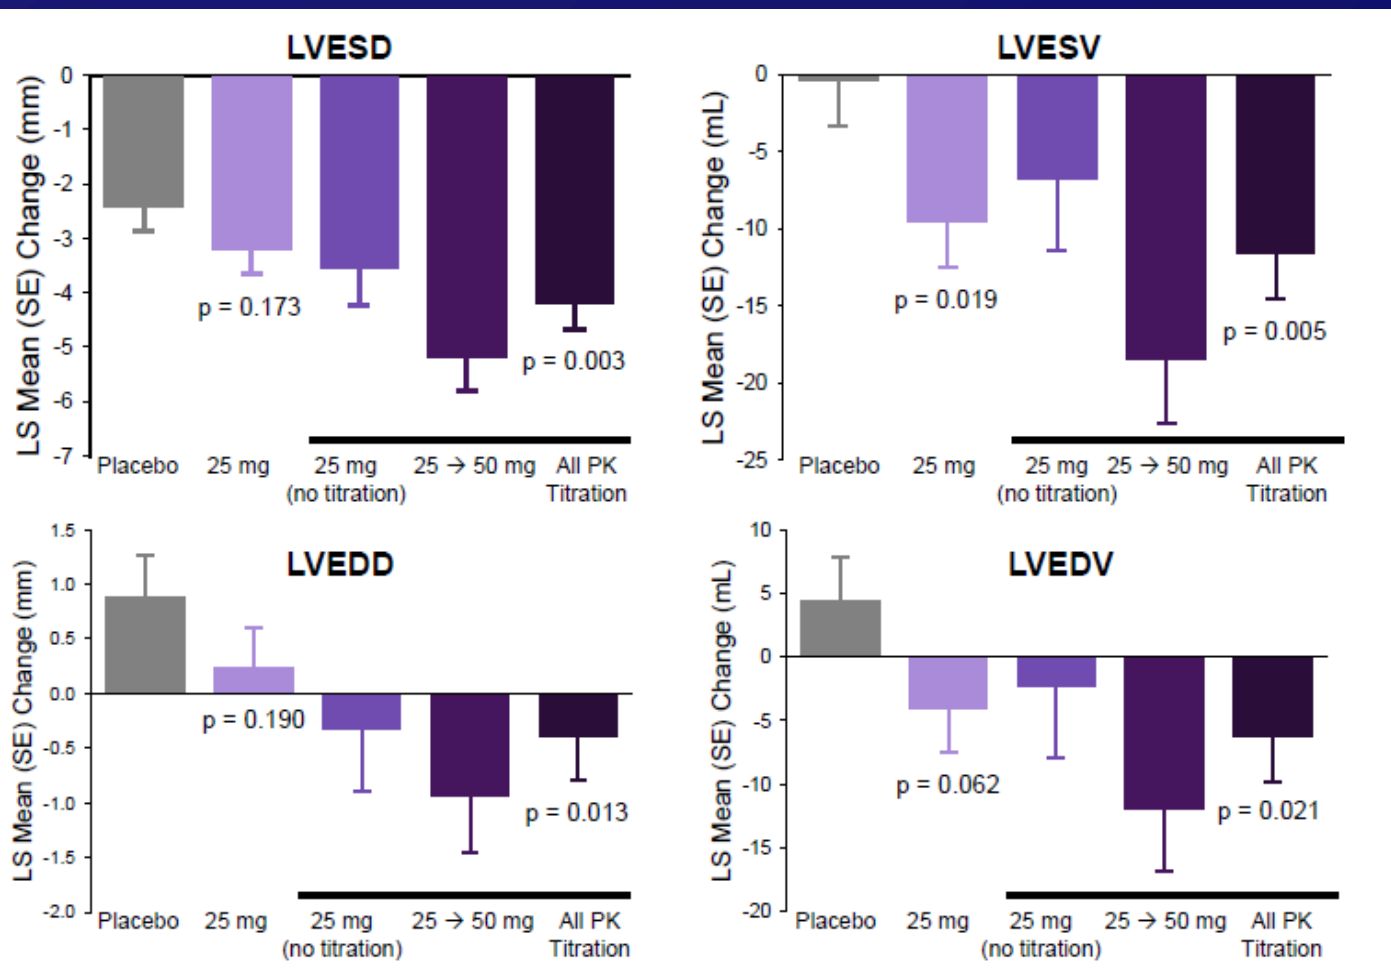 LVESD
LS Mean (SE) Change (mm)
0
-1
-2
-3
-4
-5
-6
-7
p = 0.173
p = 0.003
Placebo
25 mg
25 mg
(no titration)
25 → 50 mg
All PK
Titration
LVESV
LS Mean (SE) Change (mL)
0
-5
-10
-15
-20
-25
p = 0.019
p = 0.005
Placebo
25 mg
25 mg
(no titration)
25 → 50 mg
All PK
Titration
LVEDD
LS Mean (SE) Change (mm)
1.5
1.0
0.5
0.0
-0.5
-1.0
-1.5
-2.0
p = 0.190
p = 0.013
Placebo
25 mg
25 mg
(no titration)
25 → 50 mg
All PK
Titration
LVEDV
LS Mean (SE) Change (mL)
10
5
0
-5
-10
-15
-20
p = 0.062
p = 0.021
Placebo
25 mg
25 mg
(no titration)
25 → 50 mg
All PK
Titration